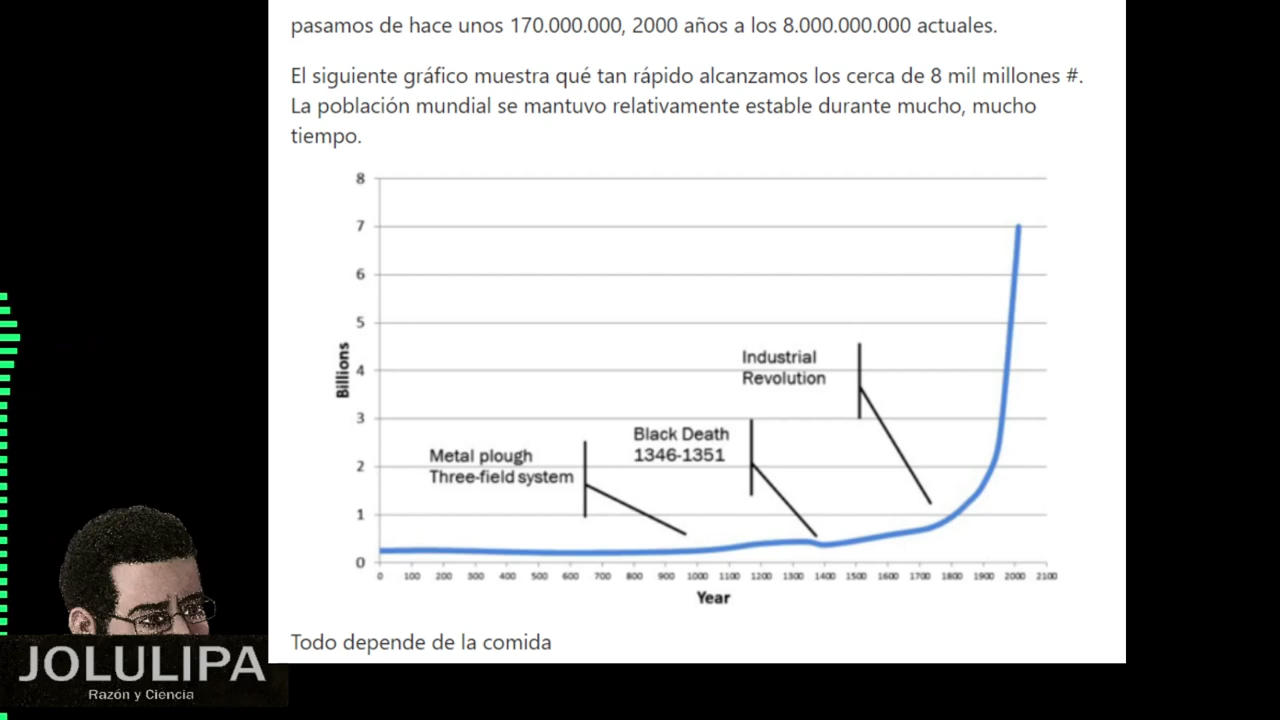 pasamos de hace unos 170.000.000, 2000 años a los 8.000.000.000 actuales.
El siguiente gráfico muestra qué tan rápido alcanzamos los cerca de 8 mil millones #.
La población mundial se mantuvo relativamente estable durante mucho, mucho
tiempo.
8
7
6
5
4
3
2
1
0
Billions
Industrial
Revolution
Black Death
1346-1351
Metal plough
Three-field system
0 100 200 300 400 500 600 700 800 900 1000 1100 1200 1300 1400 1500 1600 1700 1800 1900 2000 2100
Year
Todo depende de la comida
JOLULIPA
Razón y Ciencia